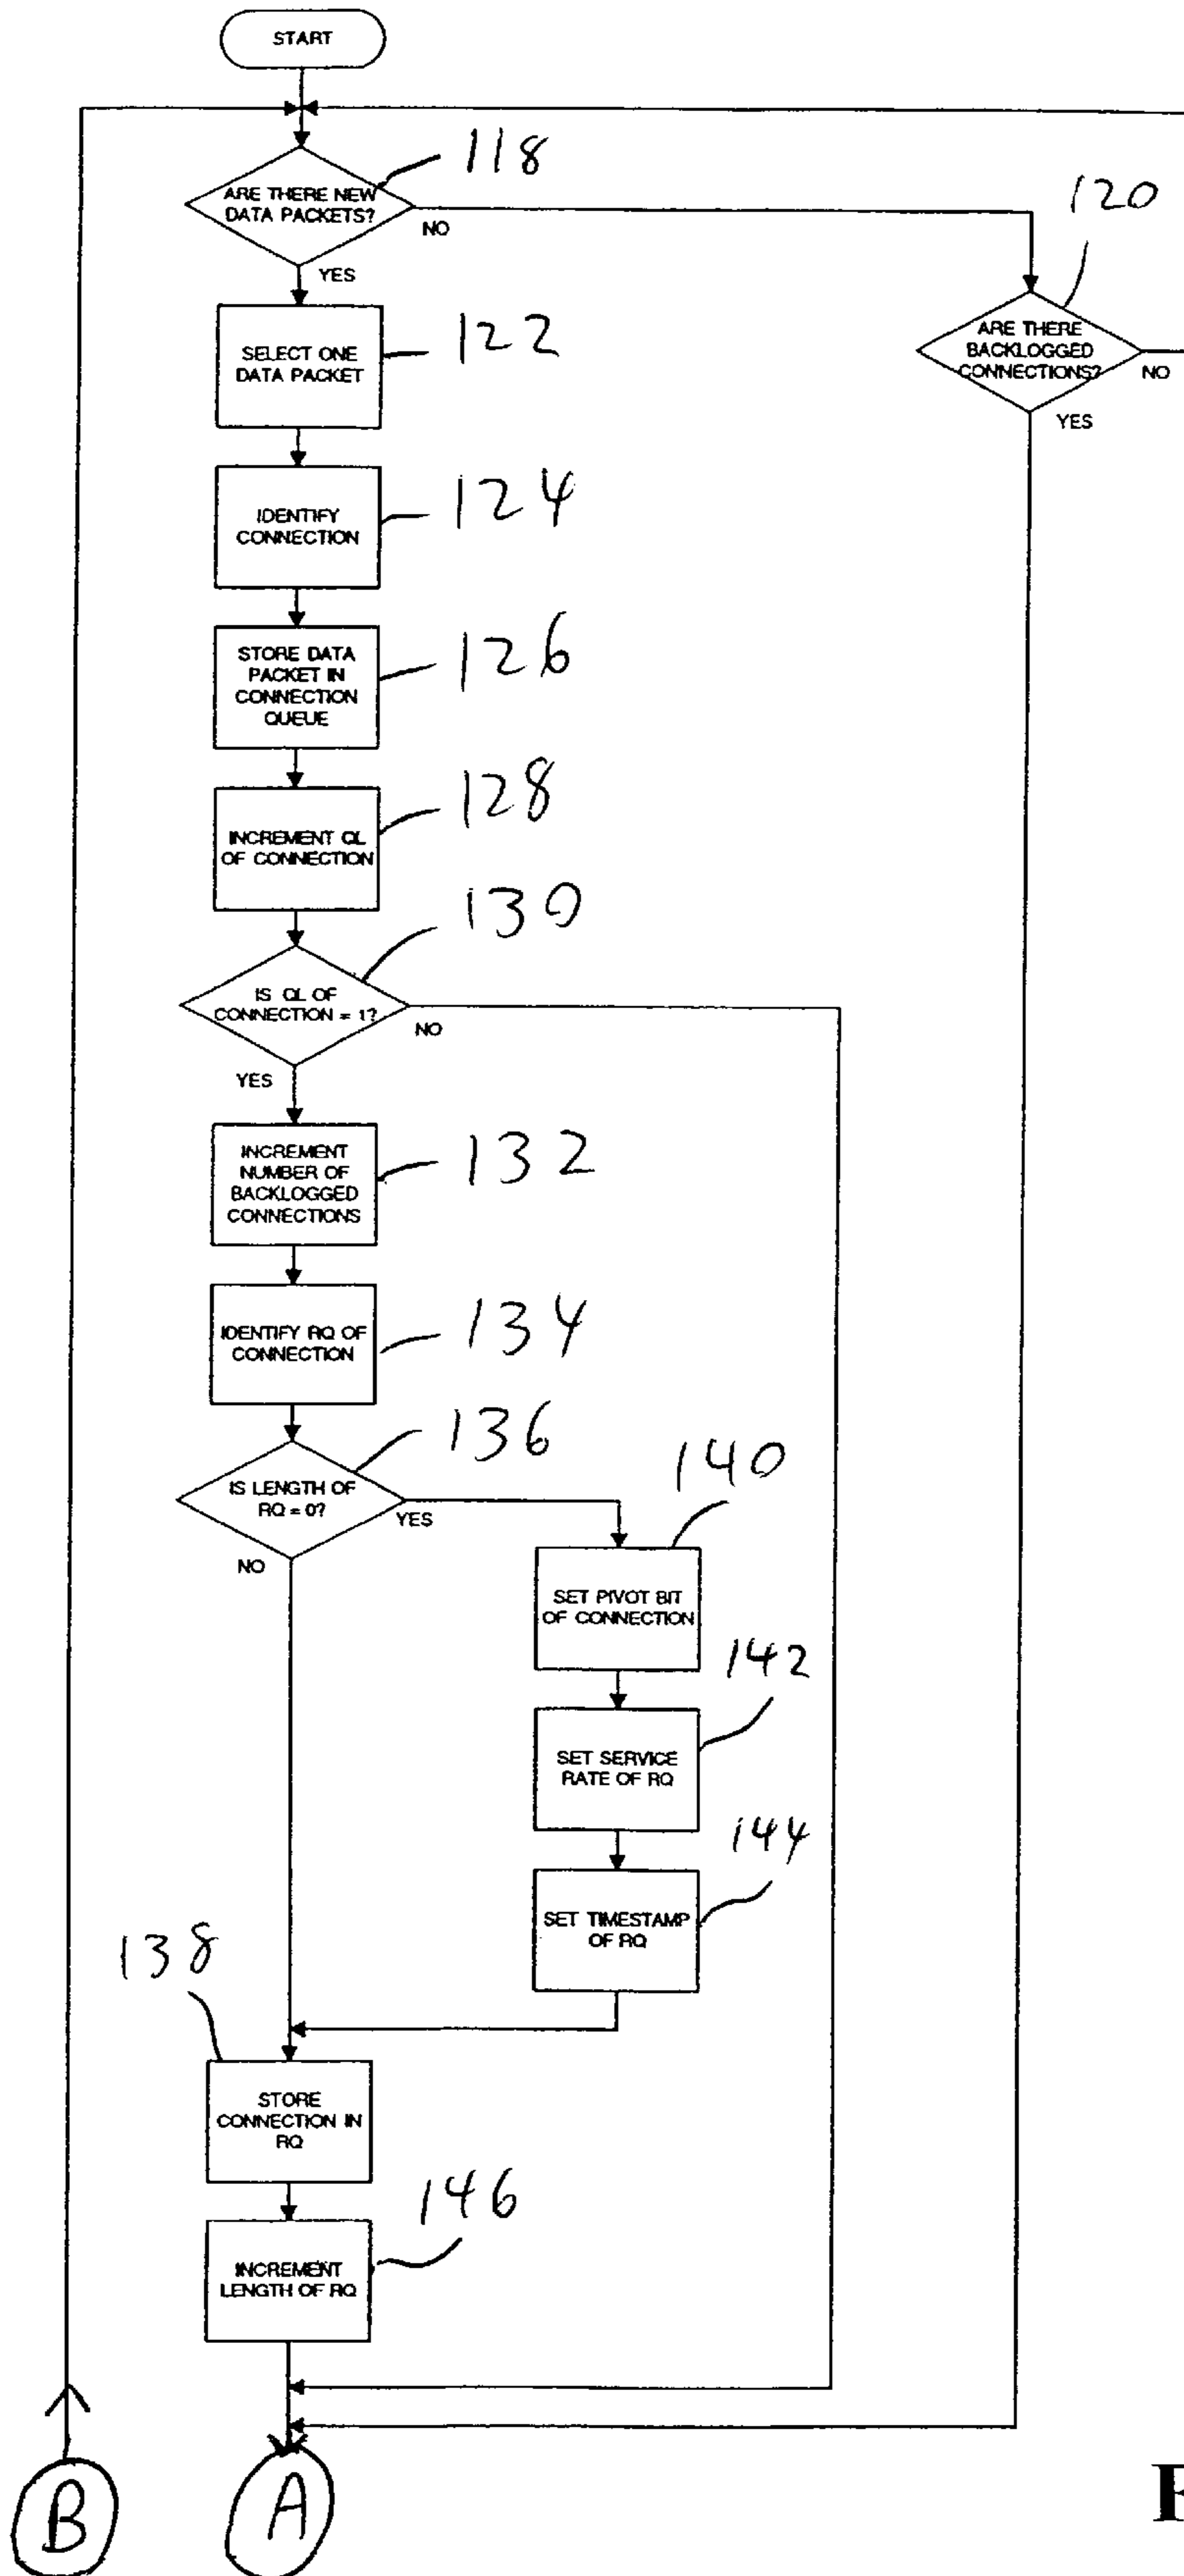 START
118
ARE THERE NEW
DATA PACKETS?
NO
YES
120
ARE THERE
BACKLOGGED
CONNECTIONS?
NO
YES
SELECT ONE
DATA PACKET
122
IDENTIFY
CONNECTION
124
STORE DATA
PACKET IN
CONNECTION
QUEUE
126
INCREMENT QL
OF CONNECTION
128
130
IS QL OF
CONNECTION = 1?
NO
YES
INCREMENT
NUMBER OF
BACKLOGGED
CONNECTIONS
132
IDENTIFY RQ OF
CONNECTION
134
136
IS LENGTH OF
RQ = 0?
YES
NO
140
SET PIVOT BIT
OF CONNECTION
142
SET SERVICE
RATE OF RQ
144
SET TIMESTAMP
OF RQ
138
STORE
CONNECTION IN
RQ
146
INCREMENT
LENGTH OF RQ
B
A